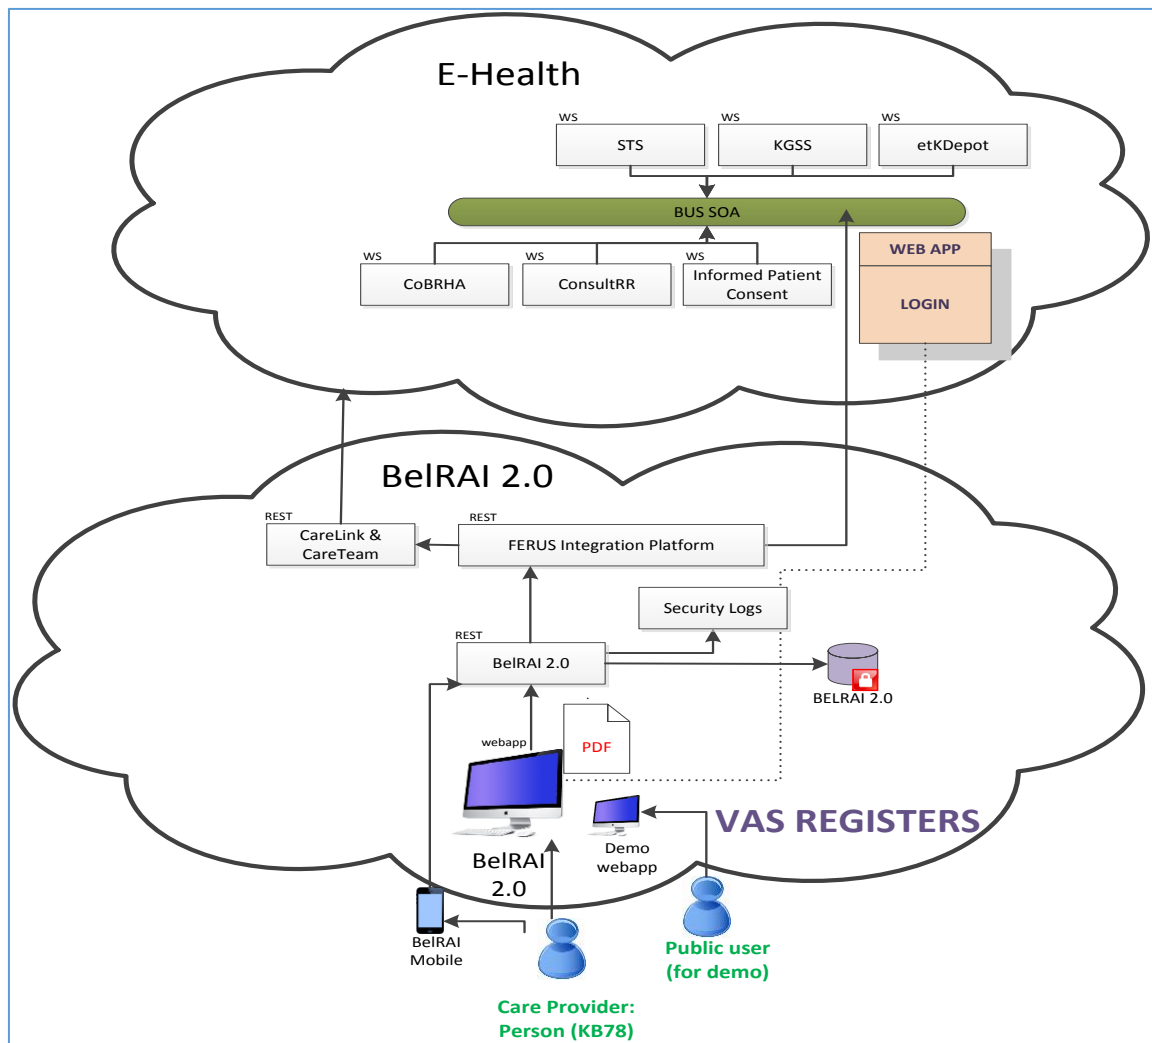 E-Health
WS
STS
WS
KGSS
WS
etKDepot
BUS SOA
WS
CoBRHA
WS
ConsultRR
WS
Informed Patient
Consent
WEB APP
LOGIN
BelRAI 2.0
REST
CareLink &
CareTeam
REST
FERUS Integration Platform
Security Logs
REST
BelRAI 2.0
BELRAI 2.0
webapp
PDF
BelRAI
2.0
Demo
webapp
VAS REGISTERS
BelRAI
Mobile
Public user
(for demo)
Care Provider:
Person (KB78)